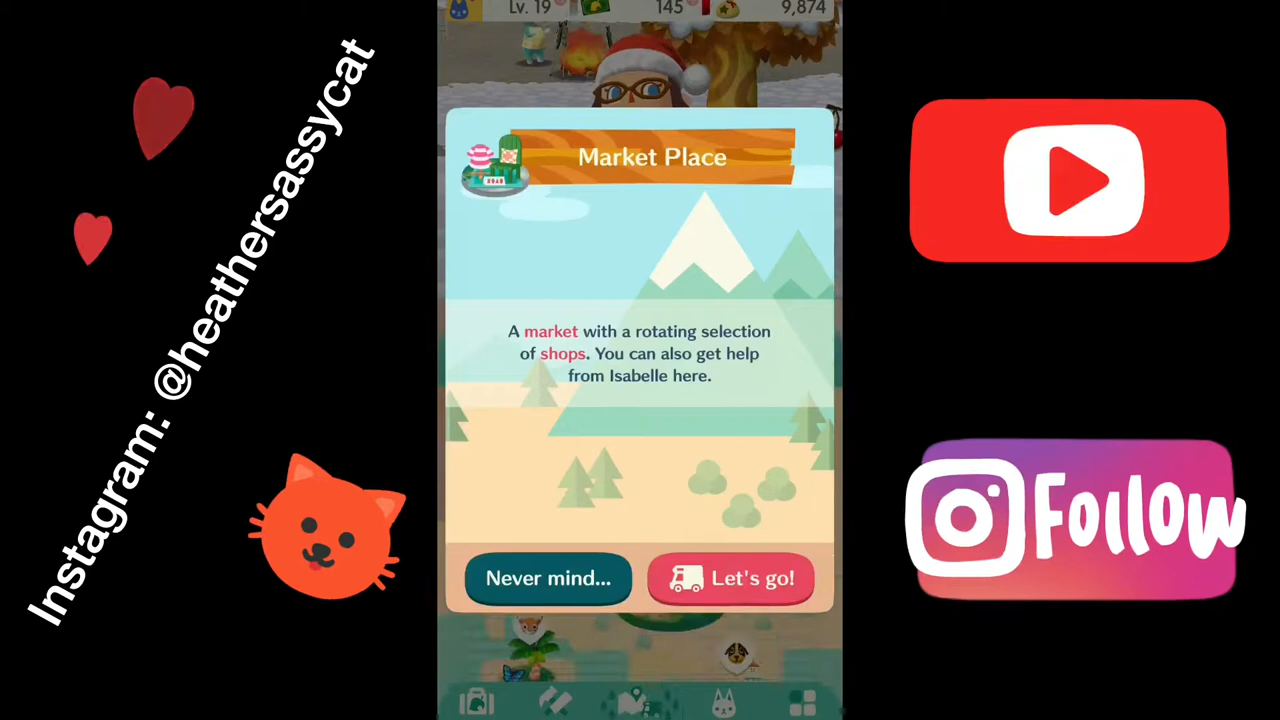 Lv. 19
145
9,874
Instagram: @heathersassycat
Market Place
A market with a rotating selection
of shops. You can also get help
from Isabelle here.
Never mind...
Let's go!
Follow